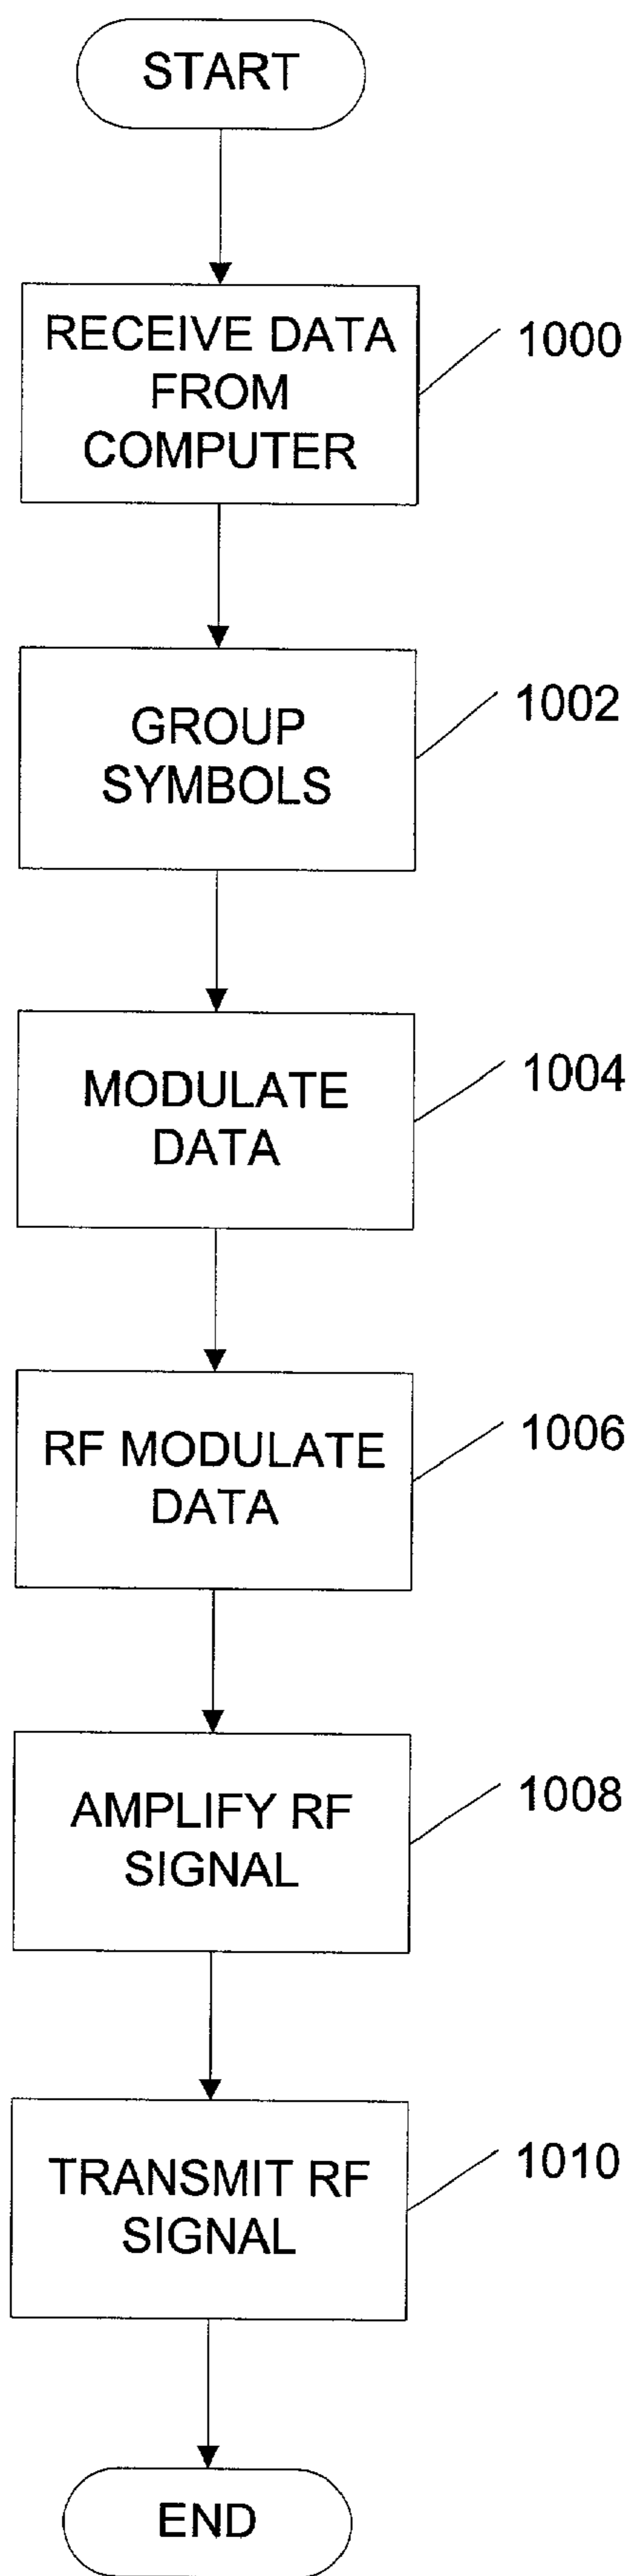 START
RECEIVE DATA
FROM
COMPUTER
1000
GROUP
SYMBOLS
1002
MODULATE
DATA
1004
RF MODULATE
DATA
1006
AMPLIFY RF
SIGNAL
1008
TRANSMIT RF
SIGNAL
1010
END